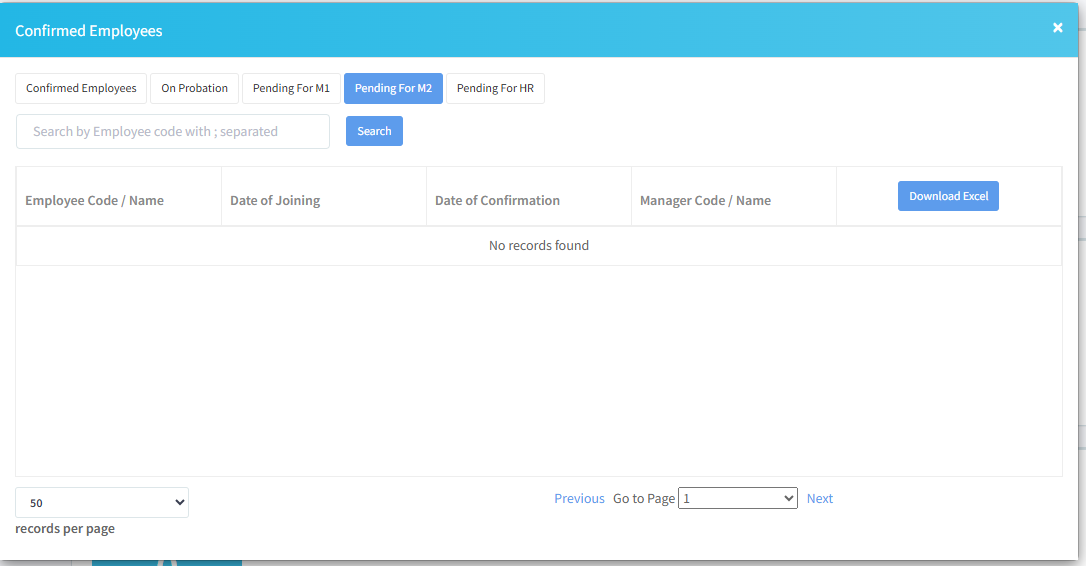 Confirmed Employees ×
Confirmed Employees On Probation Pending For M1 Pending For M2 Pending For HR
Search by Employee code with ; separated Search
Employee Code / Name Date of Joining Date of Confirmation Manager Code / Name Download Excel
No records found
50 Previous Go to Page 1 Next
records per page